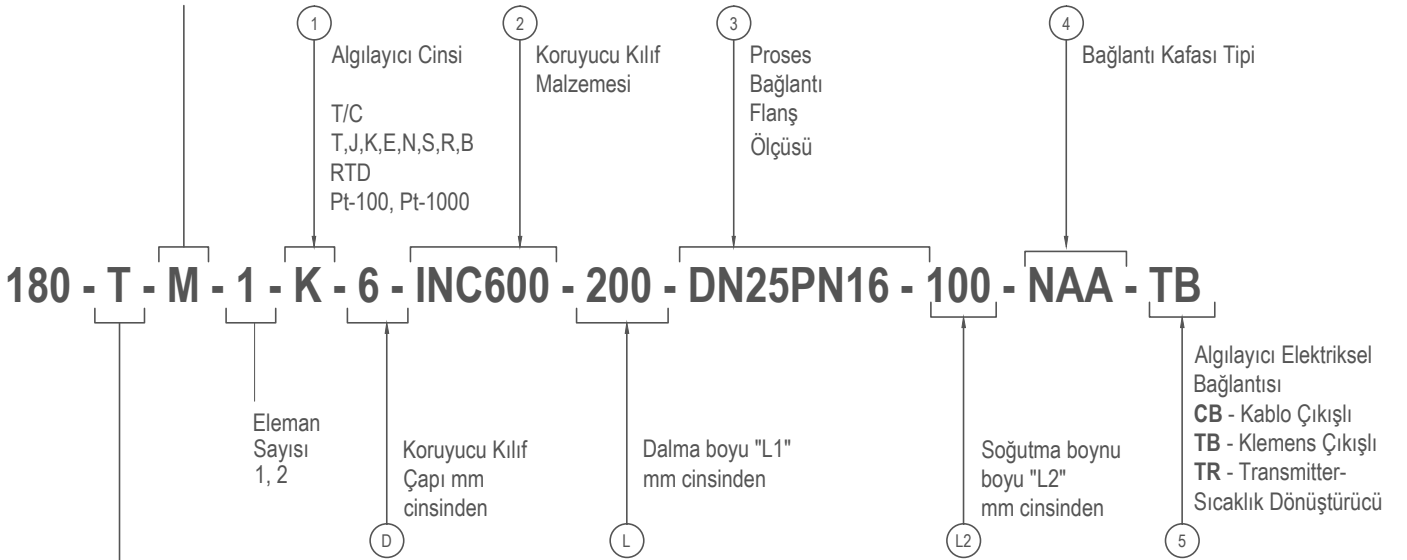 1
Algılayıcı Cinsi
T/C
T,J,K,E,N,S,R,B
RTD
Pt-100, Pt-1000
2
Koruyucu Kılıf
Malzemesi
3
Proses
Bağlantı
Flanş
Ölçüsü
4
Bağlantı Kafası Tipi
180 - T - M - 1 - K - 6 - INC600 - 200 - DN25PN16 - 100 - NAA - TB
Eleman
Sayısı
1, 2
Koruyucu Kılıf
Çapı mm
cinsinden
D
Dalma boyu "L1"
mm cinsinden
L
Soğutma boynu
boyu "L2"
mm cinsinden
L2
Algılayıcı Elektriksel
Bağlantısı
CB - Kablo Çıkışlı
TB - Klemens Çıkışlı
TR - Transmitter-
Sıcaklık Dönüştürücü
5